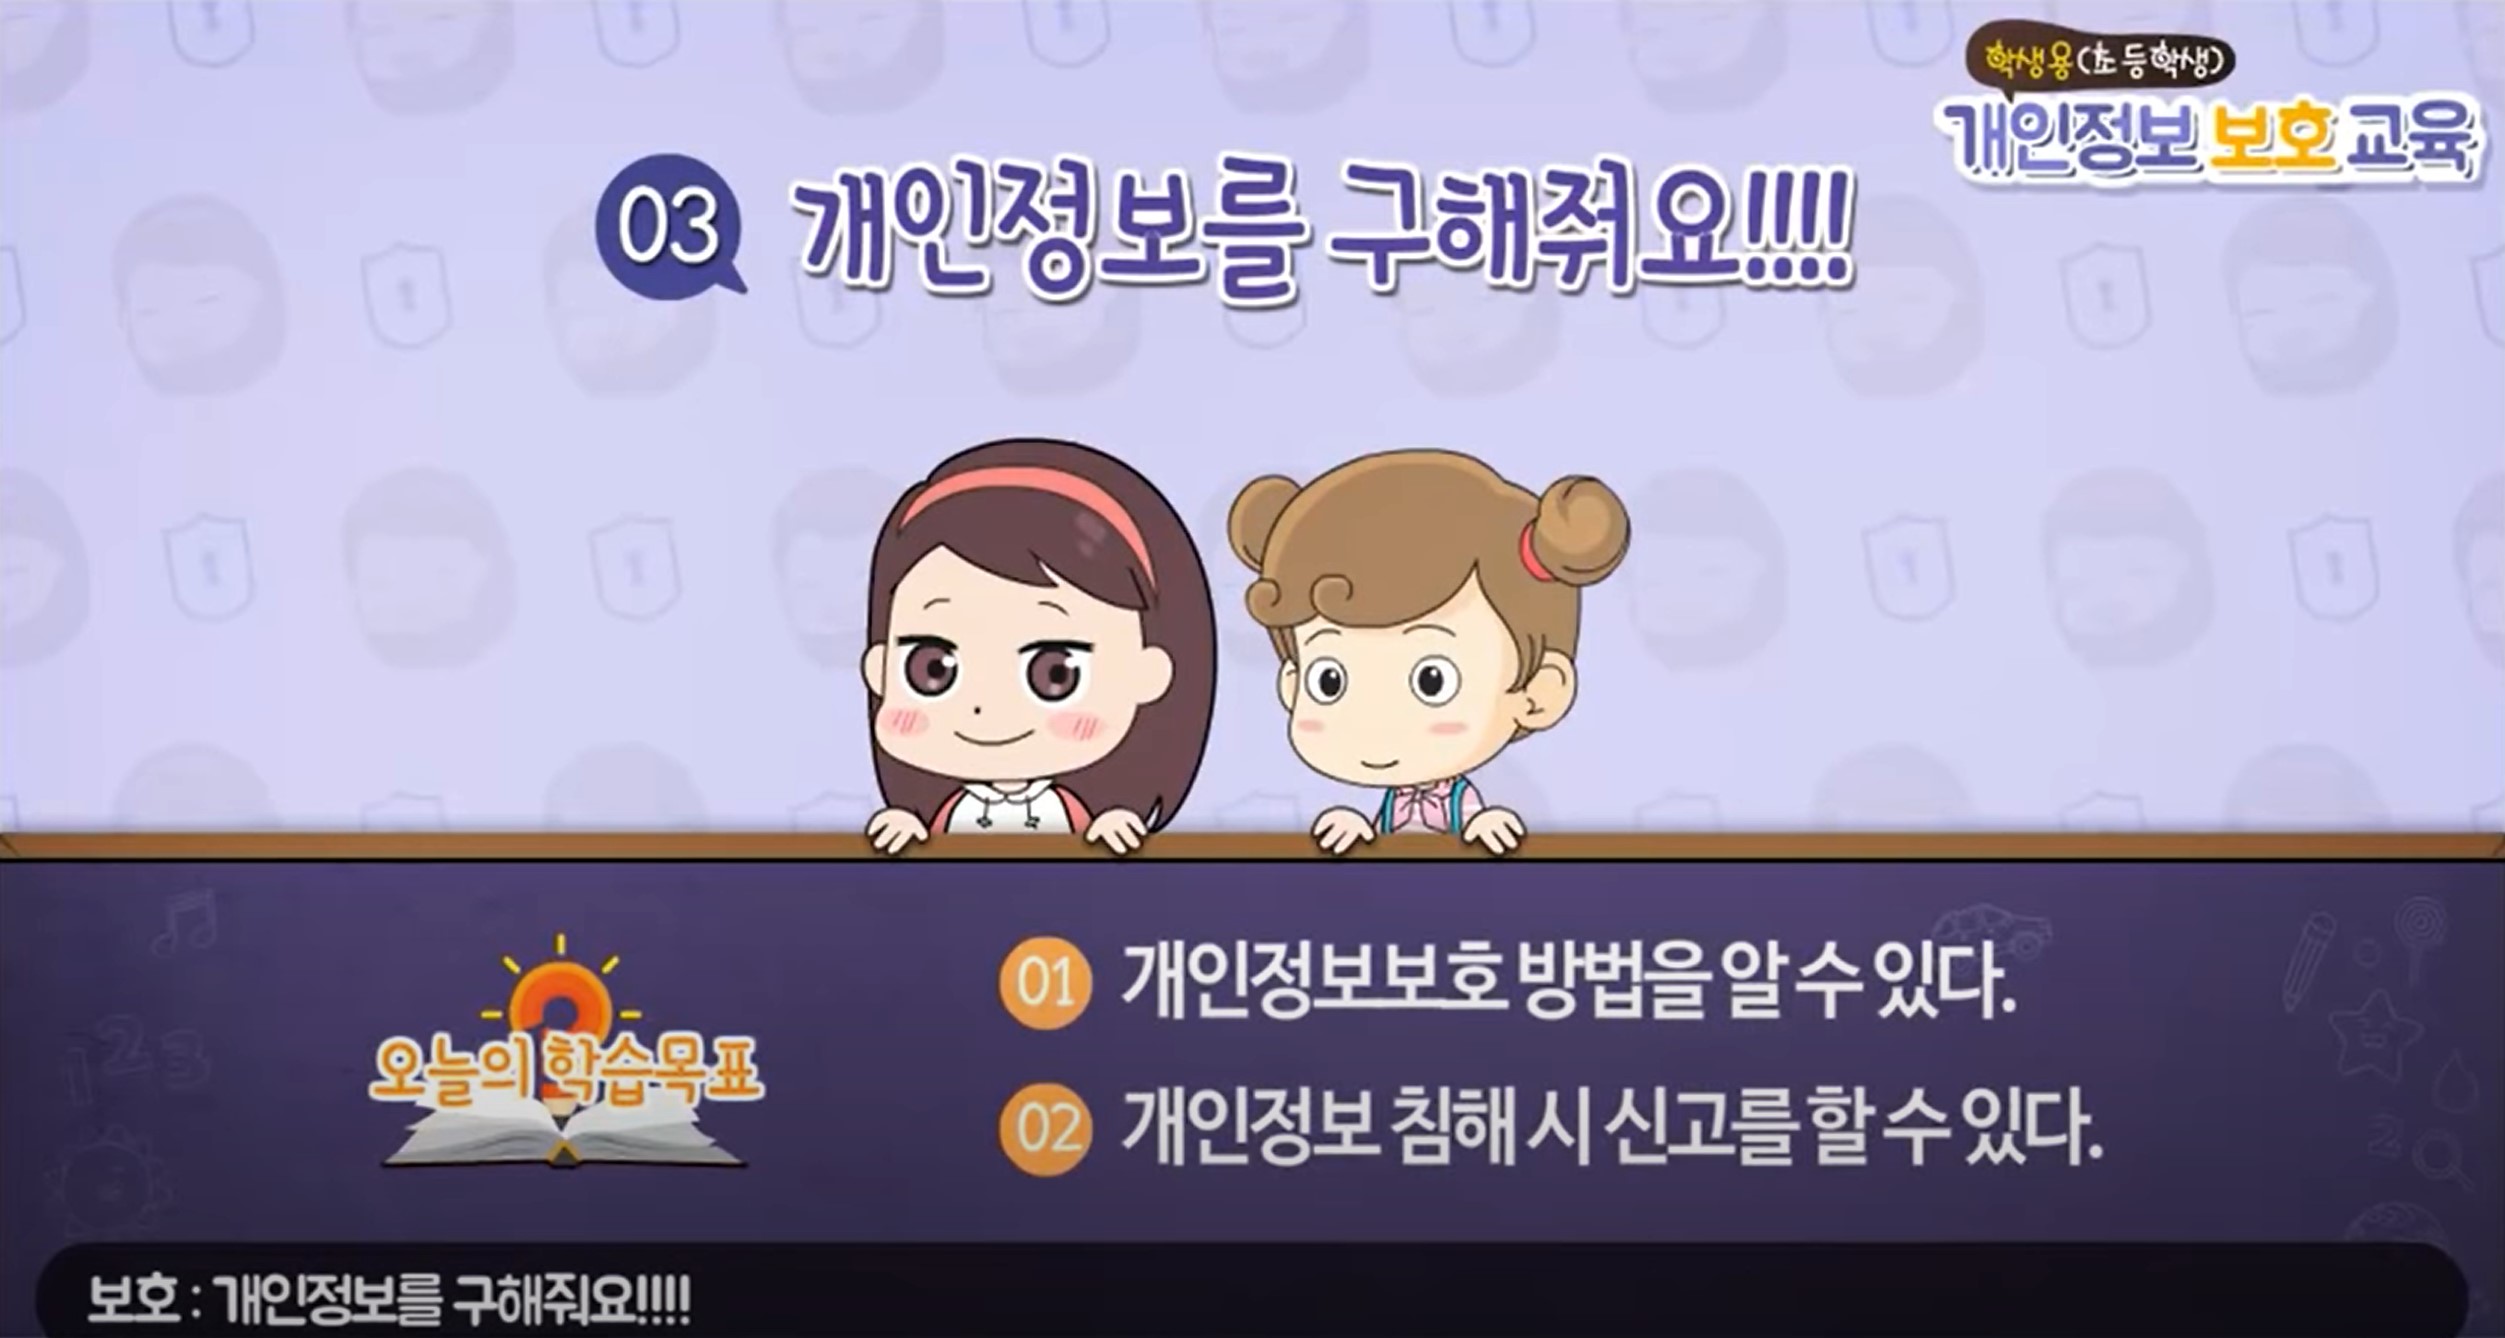 학생용(초등학생)
개인정보 보호 교육
03 개인정보를 구해줘요!!!!
오늘의 학습목표
01 개인정보보호 방법을 알 수 있다.
02 개인정보 침해 시 신고를 할 수 있다.
보호 : 개인정보를 구해줘요!!!!